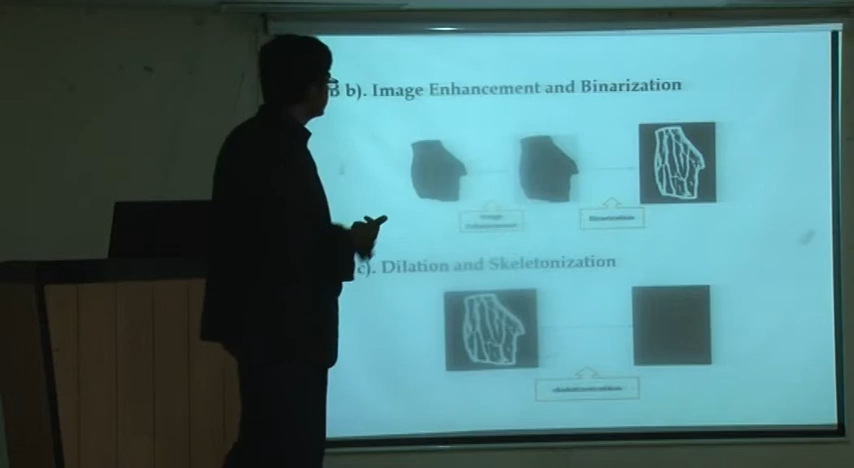 B b). Image Enhancement and Binarization
Image
Enhancement
Binarization
c). Dilation and Skeletonization
Skeletonization